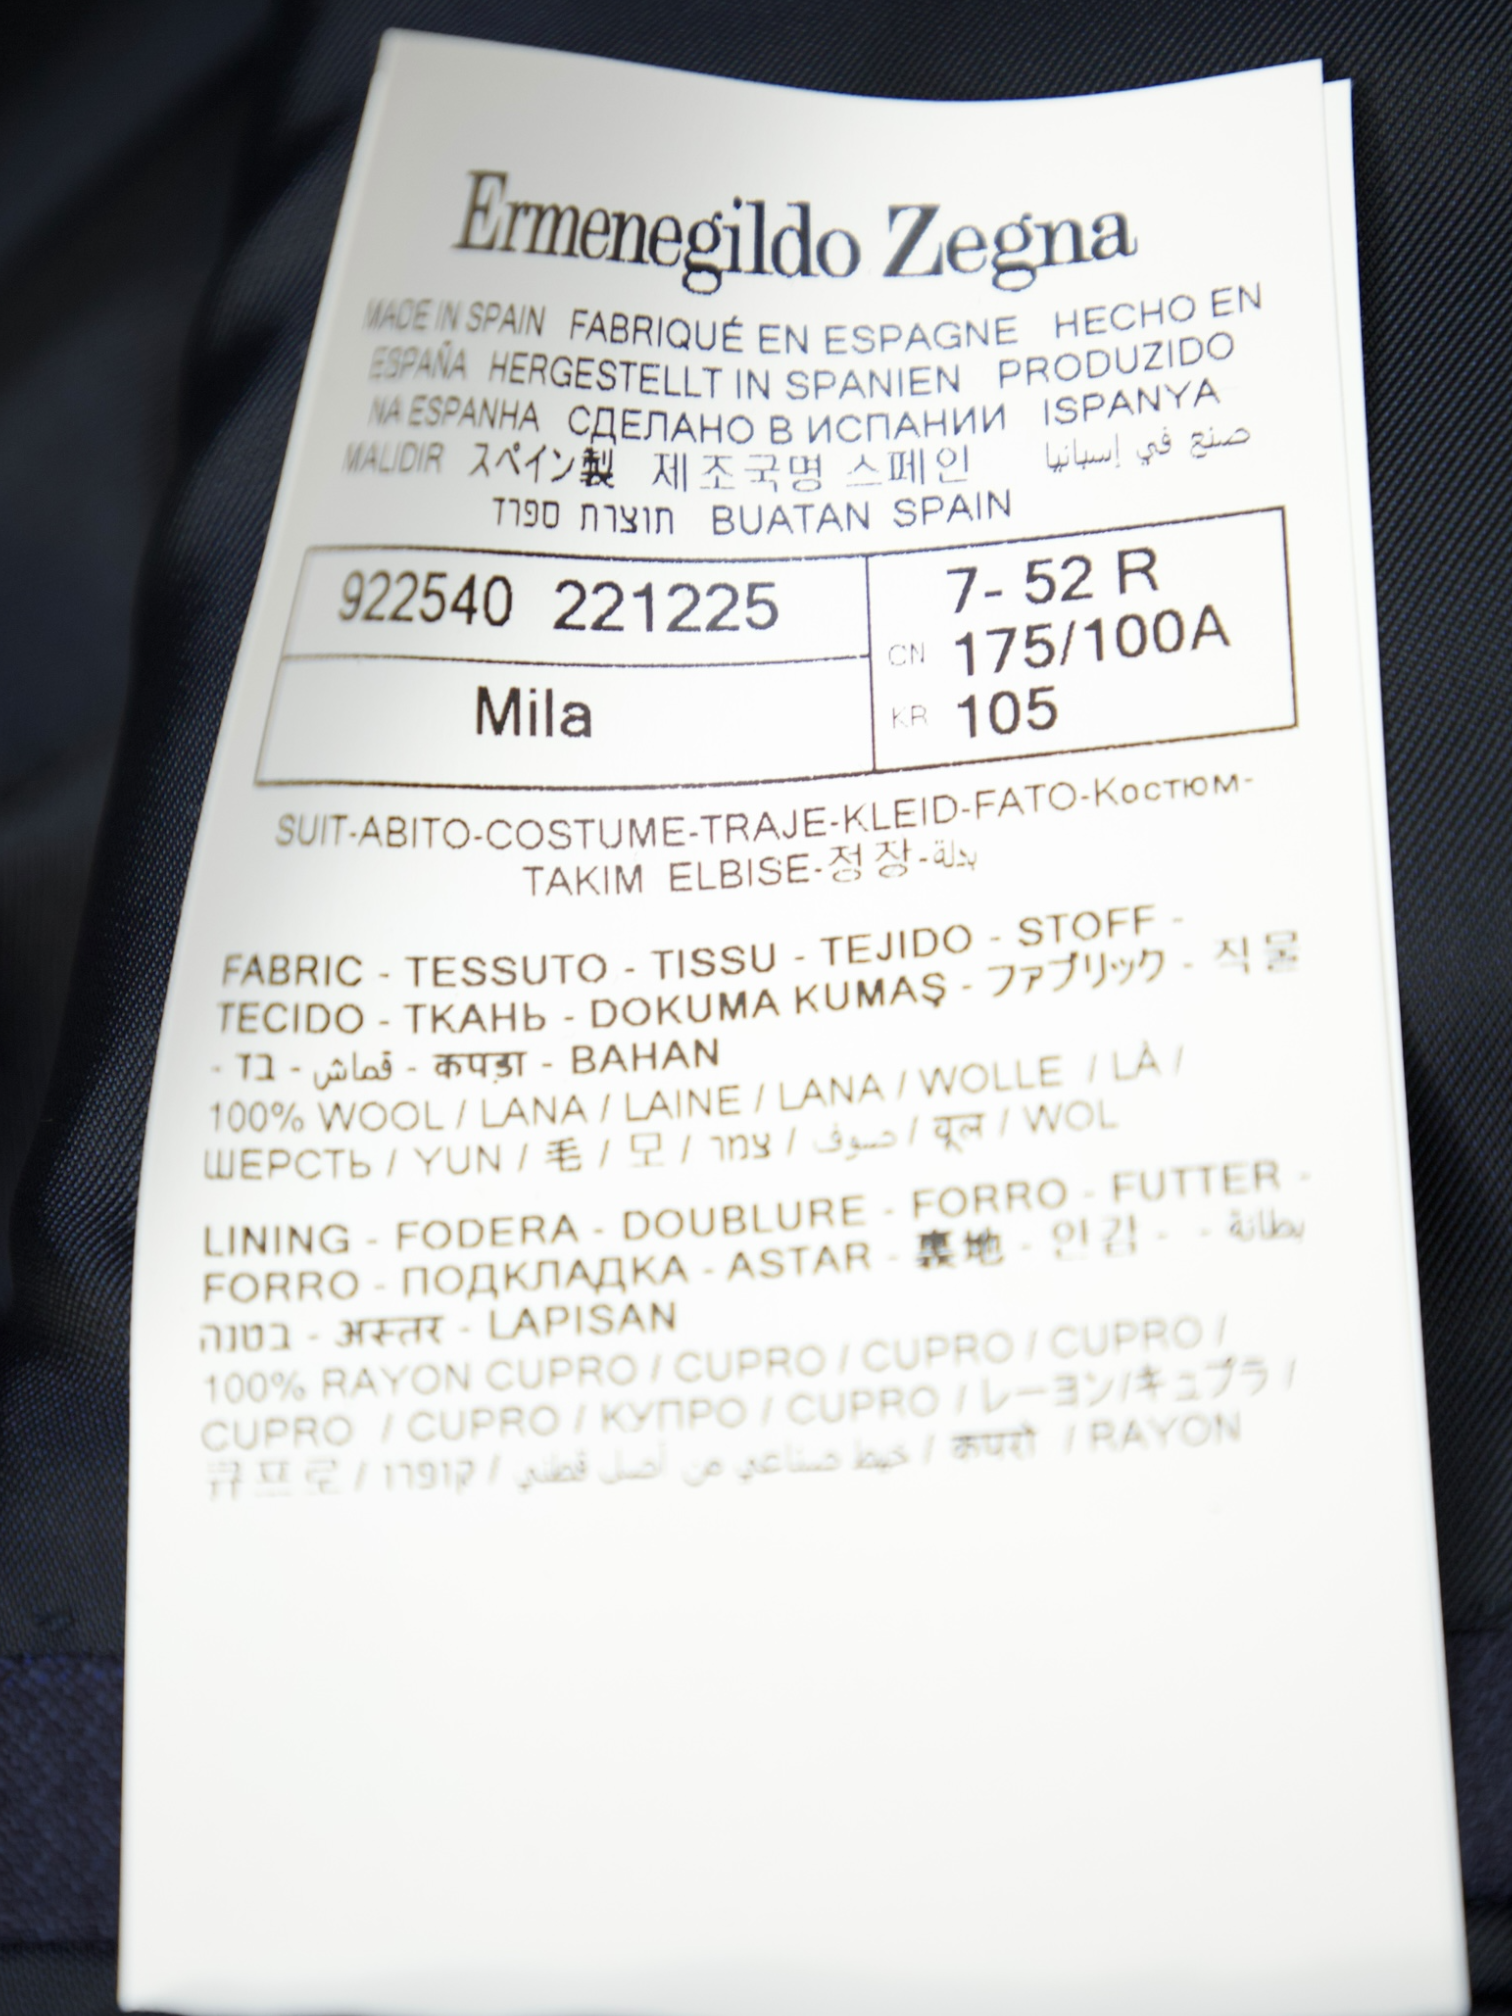 Ermenegildo Zegna
MADE IN SPAIN FABRIQUÉ EN ESPAGNE HECHO EN
ESPAÑA HERGESTELLT IN SPANIEN PRODUZIDO
NA ESPANHA СДЕЛАНО В ИСПАНИИ ISPANYA
MALIDIR スペイン製 제조국명 스페인 صنع في إسبانيا
תוצרת ספרד BUATAN SPAIN
922540 221225
Mila
7- 52 R
CN 175/100A
KR 105
SUIT-ABITO-COSTUME-TRAJE-KLEID-FATO-Костюм-
TAKIM ELBISE-정장-بدلة
FABRIC - TESSUTO - TISSU - TEJIDO - STOFF -
TECIDO - ТКАНЬ - DOKUMA KUMAŞ - ファブリック - 직물
- בד - قماش - कपड़ा - BAHAN
100% WOOL / LANA / LAINE / LANA / WOLLE / LÀ /
ШЕРСТЬ / YUN / 毛 / 모 / צמר / صوف / वूल / WOL
LINING - FODERA - DOUBLURE - FORRO - FUTTER -
FORRO - ПОДКЛАДКА - ASTAR - 裏地 - 안감 - - بطانة
בטנה - अस्तर - LAPISAN
100% RAYON CUPRO / CUPRO / CUPRO / CUPRO /
CUPRO / CUPRO / КУПРО / CUPRO / レーヨン/キュプラ /
큐프로 / קופרו / خيط صناعي من أصل قطني / कपरो / RAYON